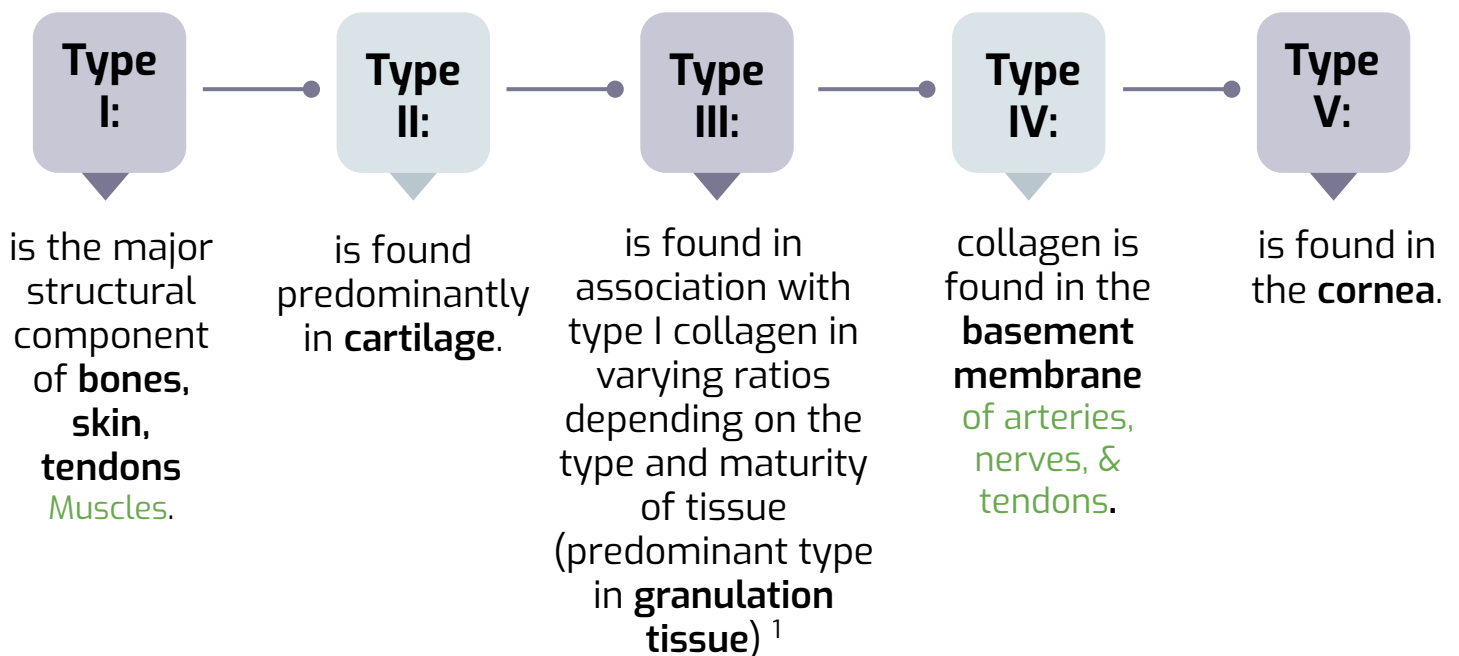 Type
I:
is the major
structural
component
of bones,
skin,
tendons
Muscles.
Type
II:
is found
predominantly
in cartilage.
Type
III:
is found in
association with
type I collagen in
varying ratios
depending on the
type and maturity
of tissue
(predominant type
in granulation
tissue) 1
Type
IV:
collagen is
found in the
basement
membrane
of arteries,
nerves, &
tendons.
Type
V:
is found in
the cornea.